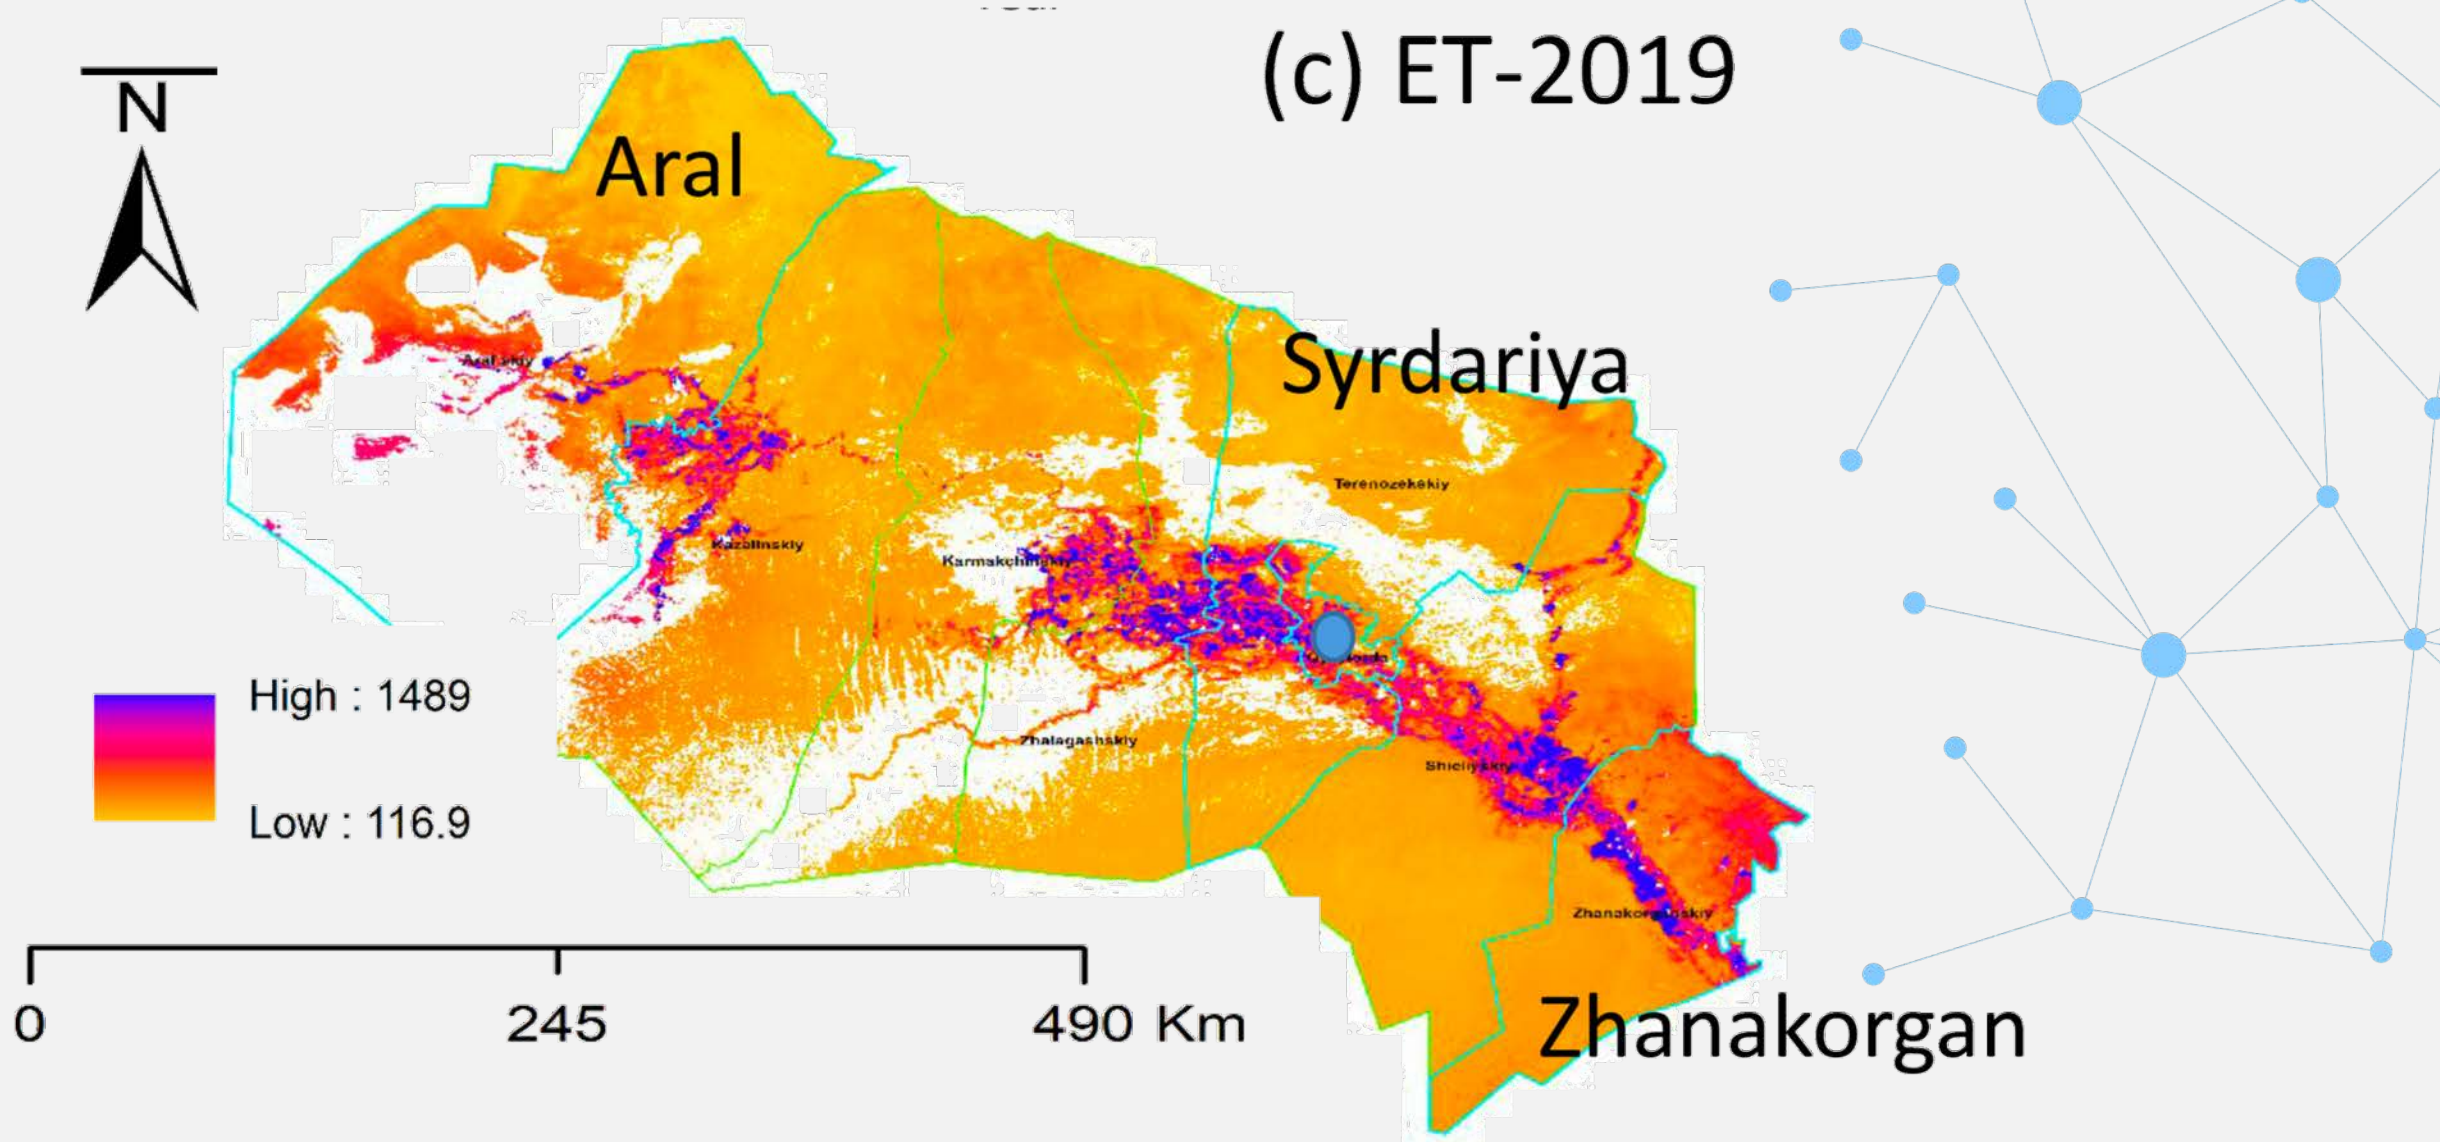 (c) ET-2019
N
Aral
Syrdariya
Terenozekskiy
Kazalinskiy
Karmakchinskiy
Zhalagashskiy
Shieliyskiy
High : 1489
Low : 116.9
0
245
490 Km
Zhanakorgan